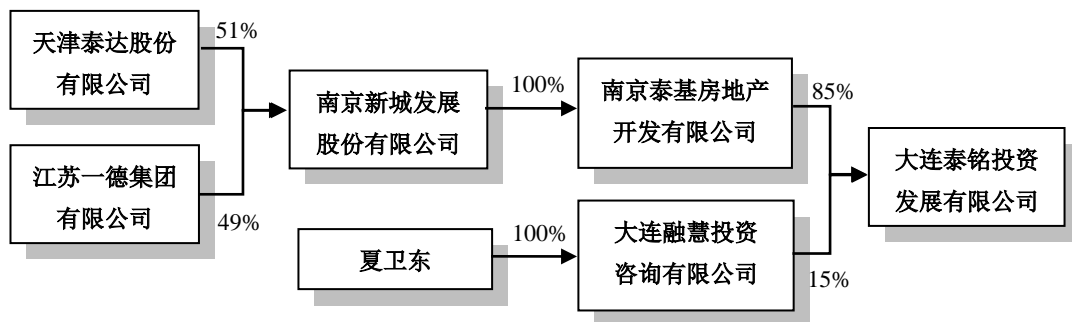 天津泰达股份
有限公司
51%
江苏一德集团
有限公司
49%
南京新城发展
股份有限公司
100%
南京泰基房地产
开发有限公司
85%
夏卫东
100%
大连融慧投资
咨询有限公司
15%
大连泰铭投资
发展有限公司